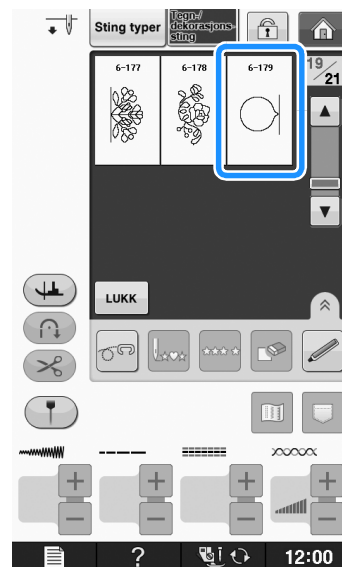 Sting typer
Tegn-/
dekorasjons-
sting
6-177
6-178
6-179
19/21
LUKK
?
12:00